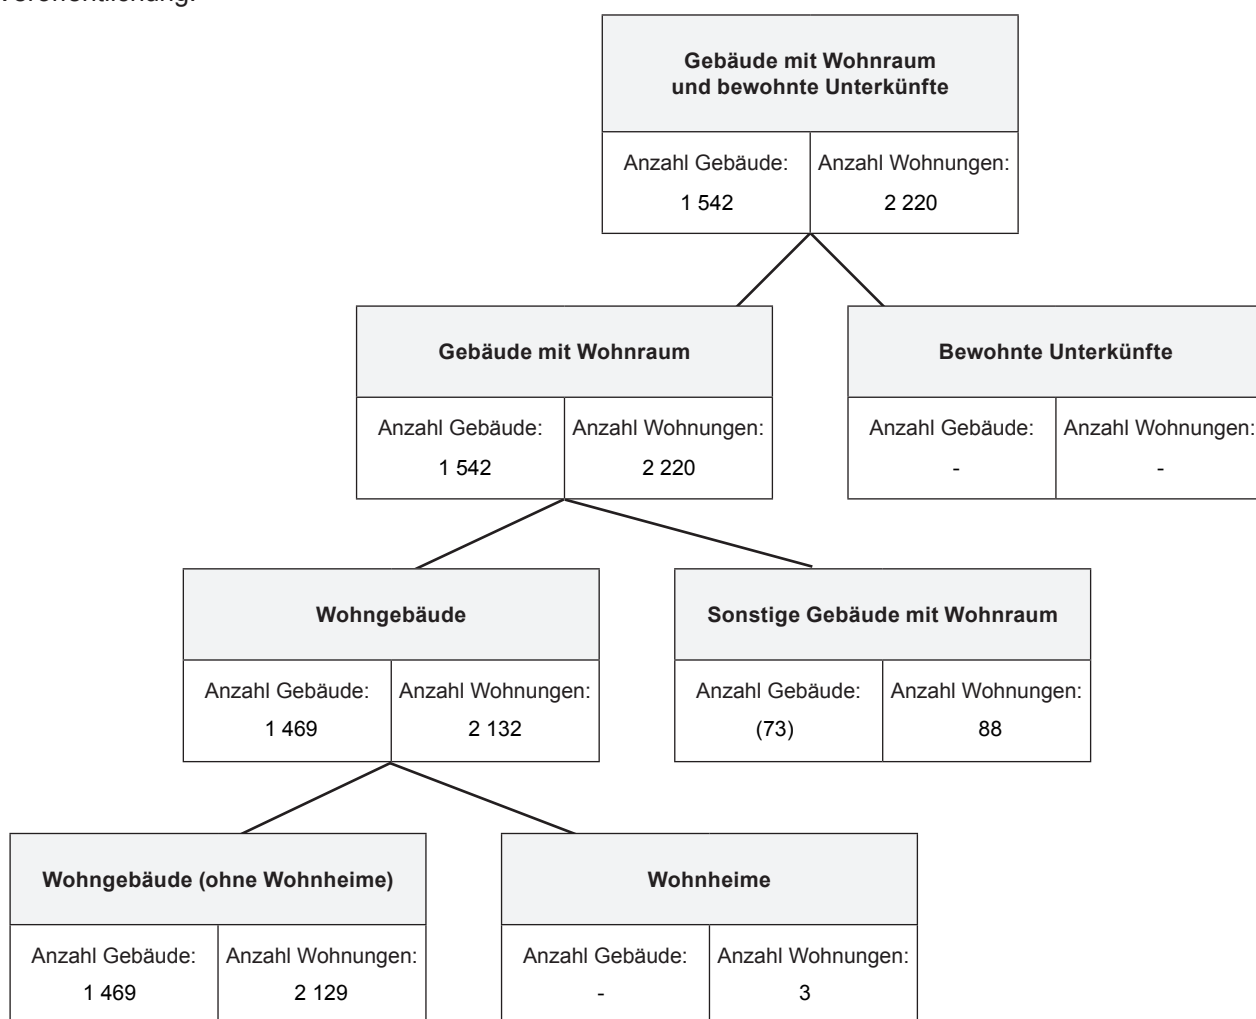 Veröffentlichung.
Gebäude mit Wohnraum
und bewohnte Unterkünfte
Anzahl Gebäude: Anzahl Wohnungen:
1 542 2 220
Gebäude mit Wohnraum Bewohnte Unterkünfte
Anzahl Gebäude: Anzahl Wohnungen: Anzahl Gebäude: Anzahl Wohnungen:
1 542 2 220 - -
Wohngebäude Sonstige Gebäude mit Wohnraum
Anzahl Gebäude: Anzahl Wohnungen: Anzahl Gebäude: Anzahl Wohnungen:
1 469 2 132 (73) 88
Wohngebäude (ohne Wohnheime) Wohnheime
Anzahl Gebäude: Anzahl Wohnungen: Anzahl Gebäude: Anzahl Wohnungen:
1 469 2 129 - 3